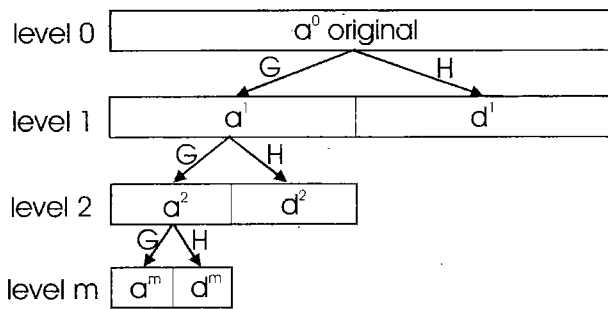 level 0 a⁰ original
G H
level 1 a¹ d¹
G H
level 2 a² d²
G H
level m aᵐ dᵐ